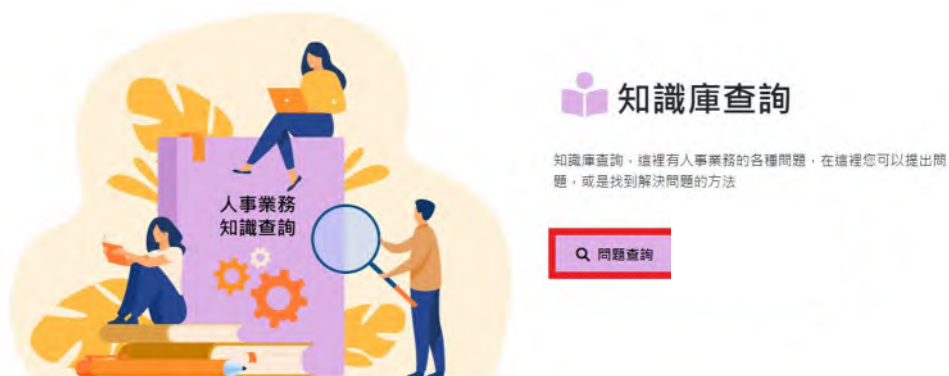 人事業務
知識查詢
知識庫查詢
知識庫查詢，這裡有人事業務的各種問題，在這裡您可以提出問
題，或是找到解決問題的方法
問題查詢